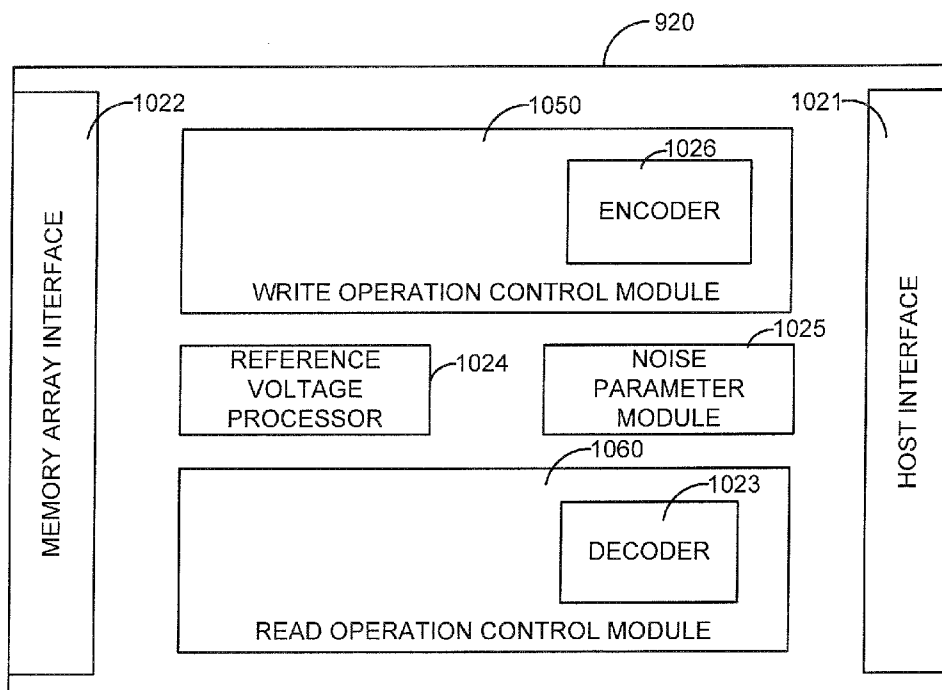 920
1022
1050
1021
1026
ENCODER
WRITE OPERATION CONTROL MODULE
MEMORY ARRAY INTERFACE
REFERENCE
VOLTAGE
PROCESSOR
1024
1025
NOISE
PARAMETER
MODULE
HOST INTERFACE
1060
1023
DECODER
READ OPERATION CONTROL MODULE